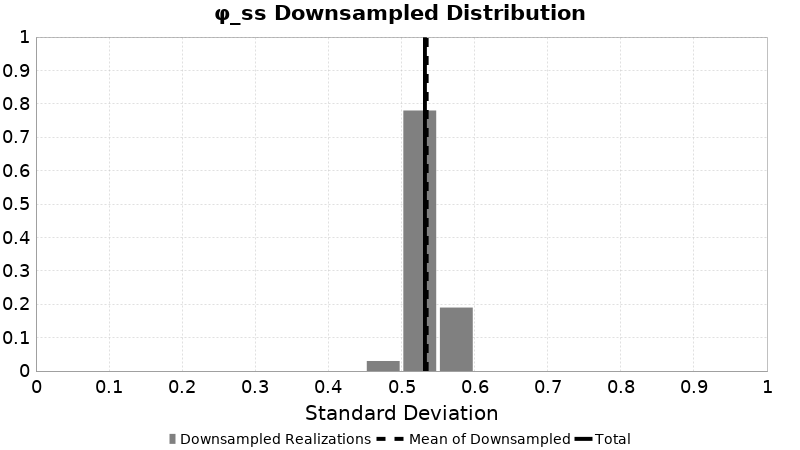 φ_ss Downsampled Distribution
1
0.9
0.8
0.7
0.6
0.5
0.4
0.3
0.2
0.1
0
0 0.1 0.2 0.3 0.4 0.5 0.6 0.7 0.8 0.9 1
Standard Deviation
Downsampled Realizations Mean of Downsampled Total